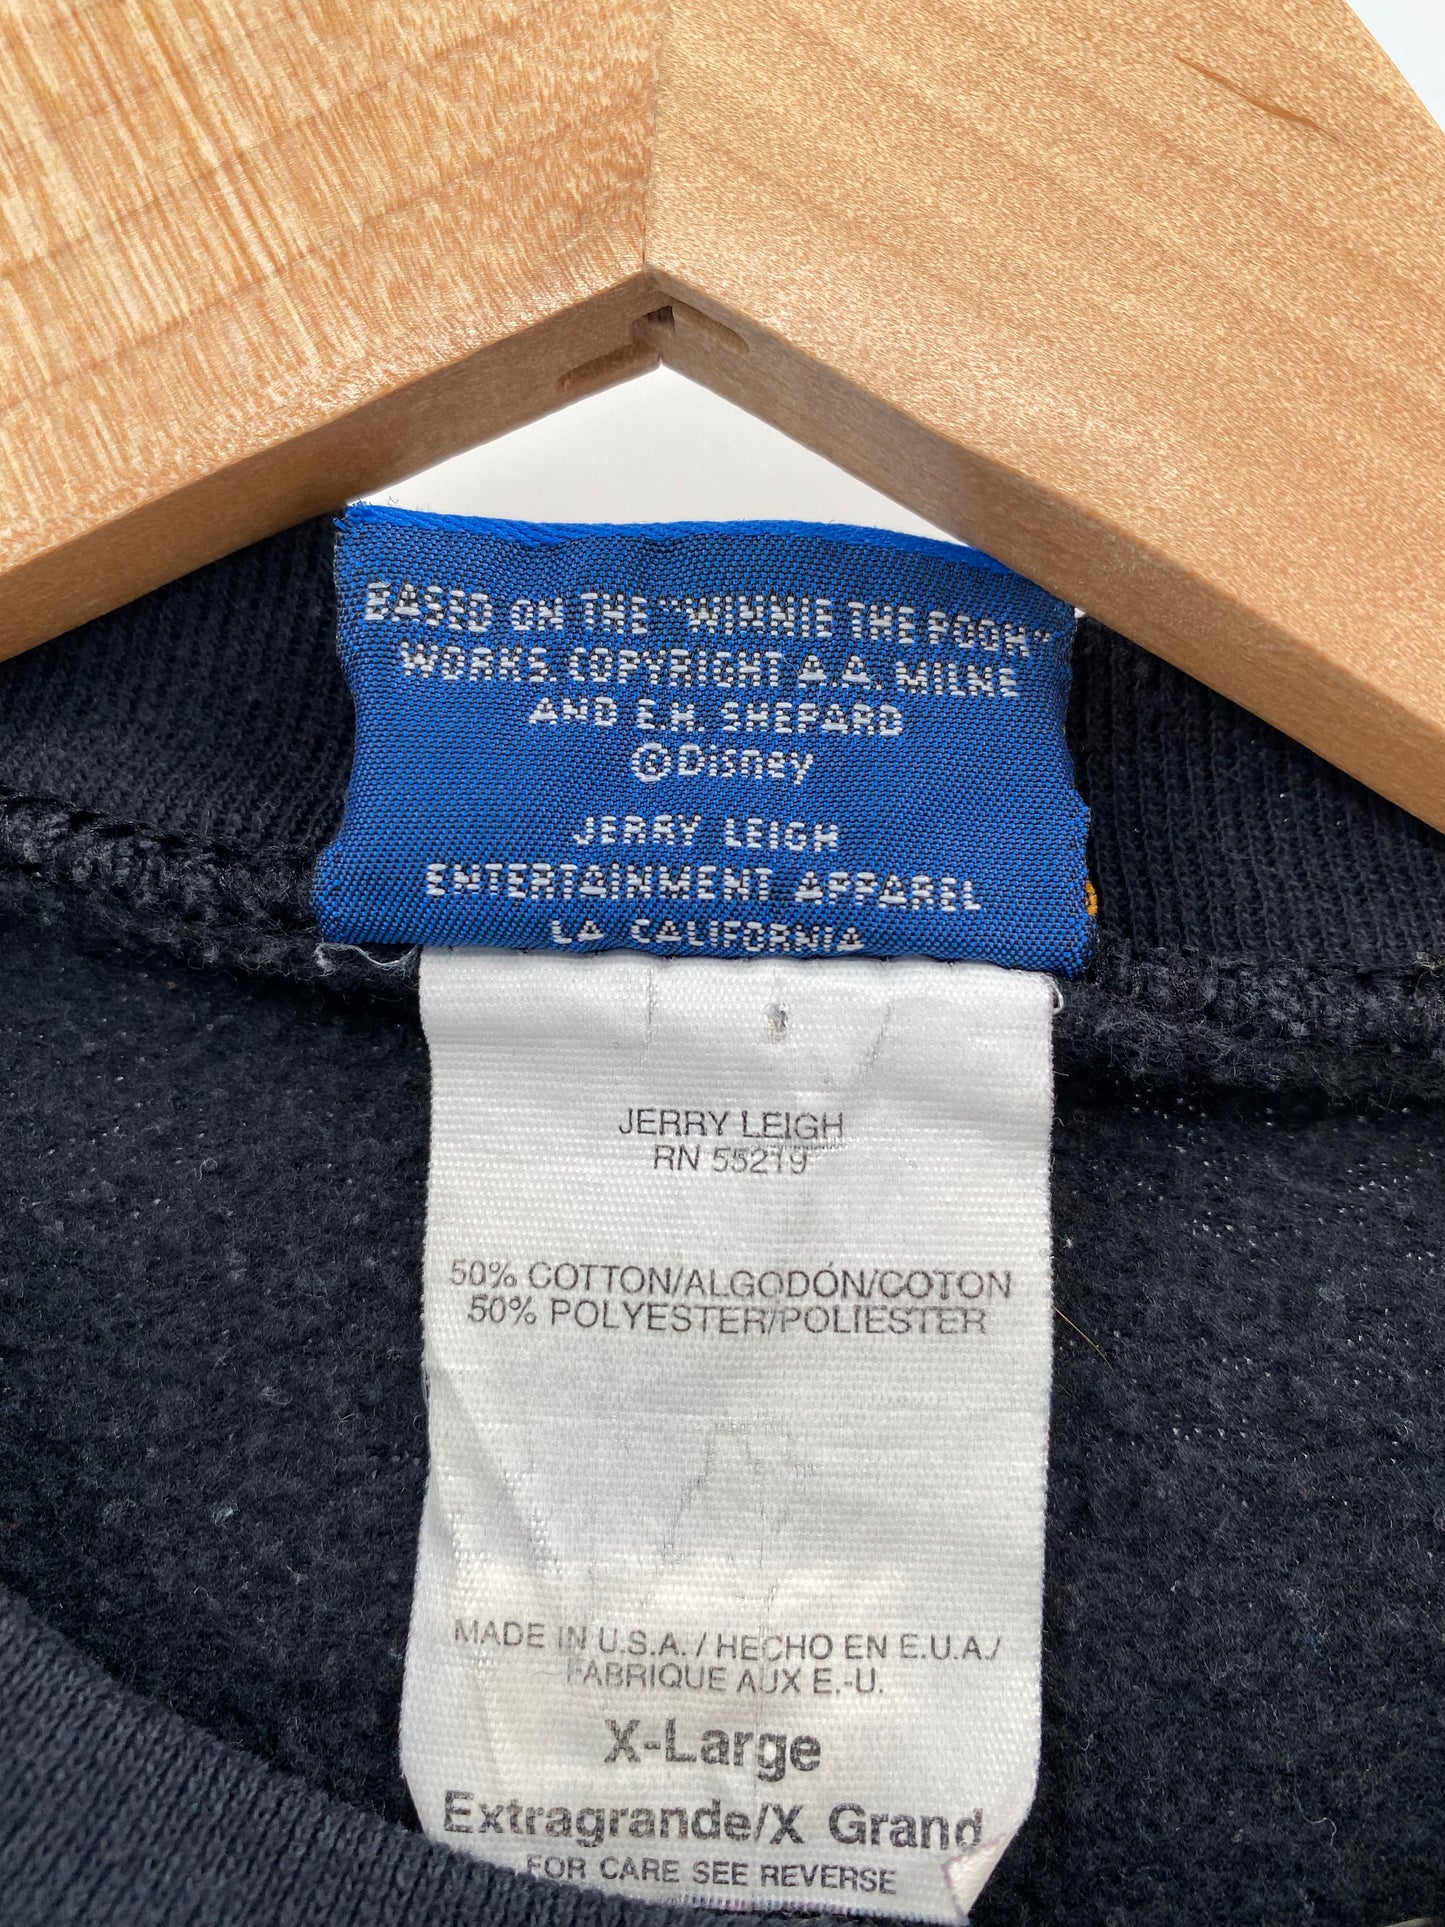 BASED ON THE "WINNIE THE POOH"
WORKS. COPYRIGHT A.A. MILNE
AND E.H. SHEPARD
©Disney
JERRY LEIGH
ENTERTAINMENT APPAREL
LA CALIFORNIA
JERRY LEIGH
RN 55219
50% COTTON/ALGODÓN/COTON
50% POLYESTER/POLIESTER
MADE IN U.S.A. / HECHO EN E.U.A./
FABRIQUE AUX E.-U.
X-Large
Extragrande/X Grand
FOR CARE SEE REVERSE